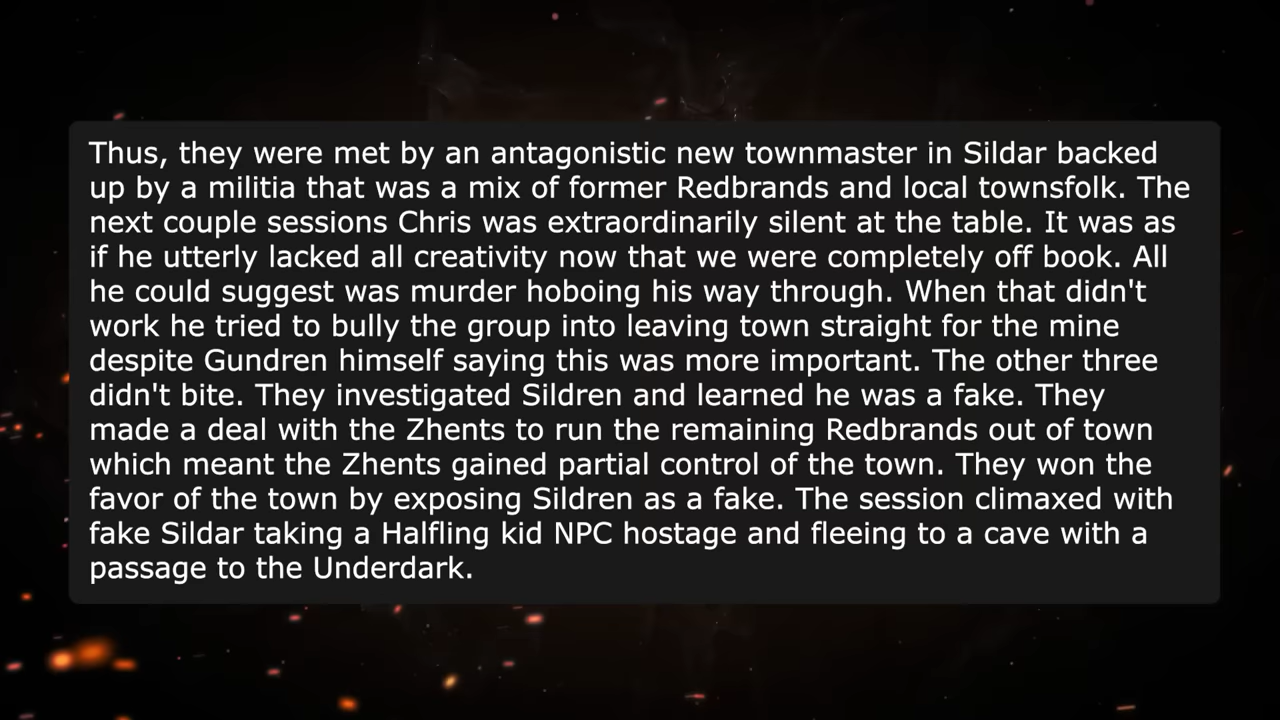 Thus, they were met by an antagonistic new townmaster in Sildar backed
up by a militia that was a mix of former Redbrands and local townsfolk. The
next couple sessions Chris was extraordinarily silent at the table. It was as
if he utterly lacked all creativity now that we were completely off book. All
he could suggest was murder hoboing his way through. When that didn't
work he tried to bully the group into leaving town straight for the mine
despite Gundren himself saying this was more important. The other three
didn't bite. They investigated Sildren and learned he was a fake. They
made a deal with the Zhents to run the remaining Redbrands out of town
which meant the Zhents gained partial control of the town. They won the
favor of the town by exposing Sildren as a fake. The session climaxed with
fake Sildar taking a Halfling kid NPC hostage and fleeing to a cave with a
passage to the Underdark.